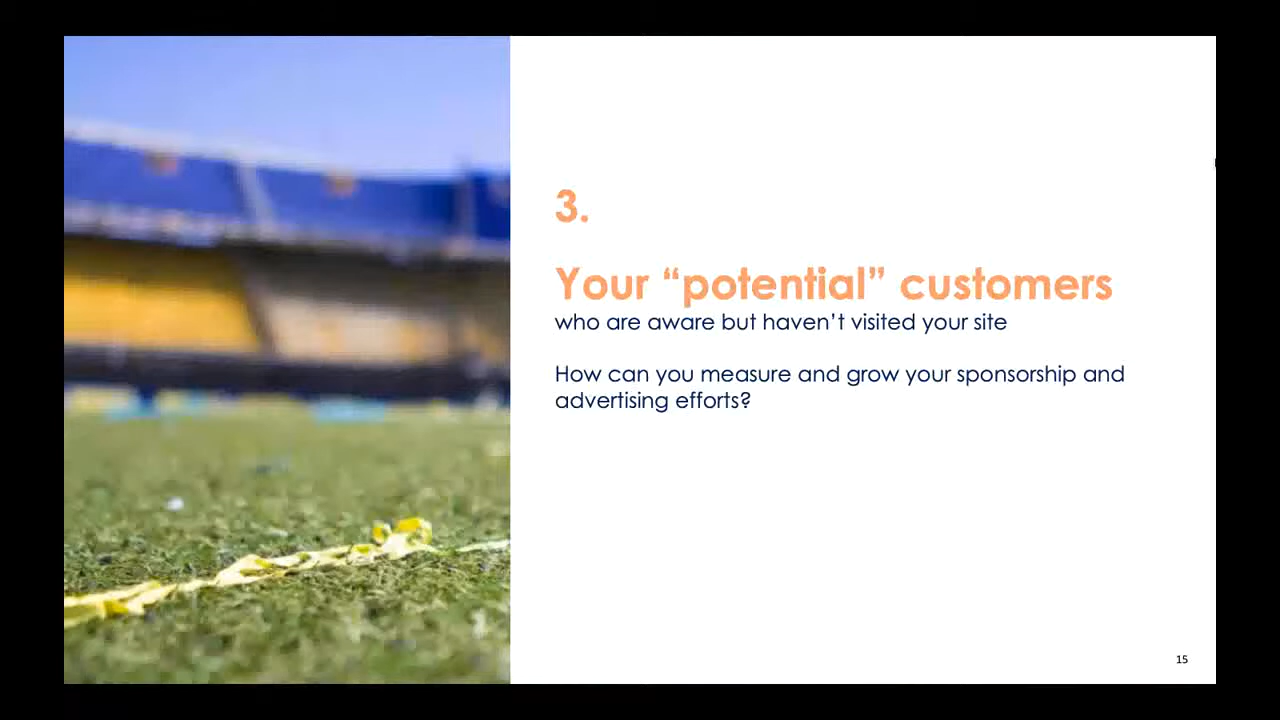 3.
Your “potential” customers
who are aware but haven’t visited your site
How can you measure and grow your sponsorship and
advertising efforts?
15